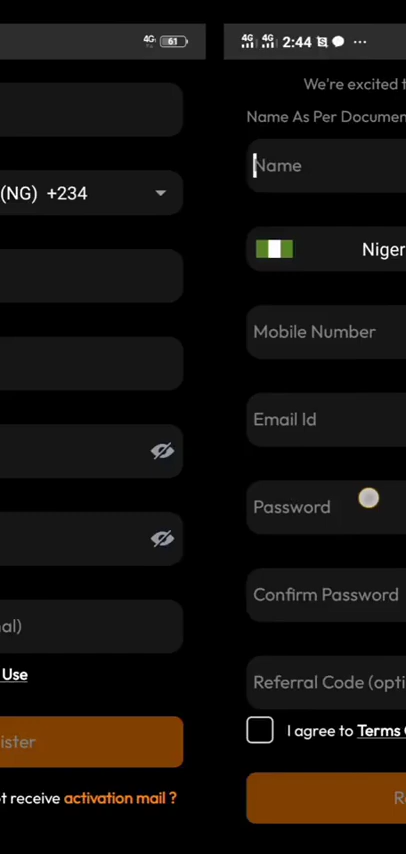 4G
61
(NG) +234
nal)
Use
ister
t receive activation mail ?
4G 4G 2:44 ...
We're excited t
Name As Per Documen
Name
Niger
Mobile Number
Email Id
Password
Confirm Password
Referral Code (opti
I agree to Terms
R